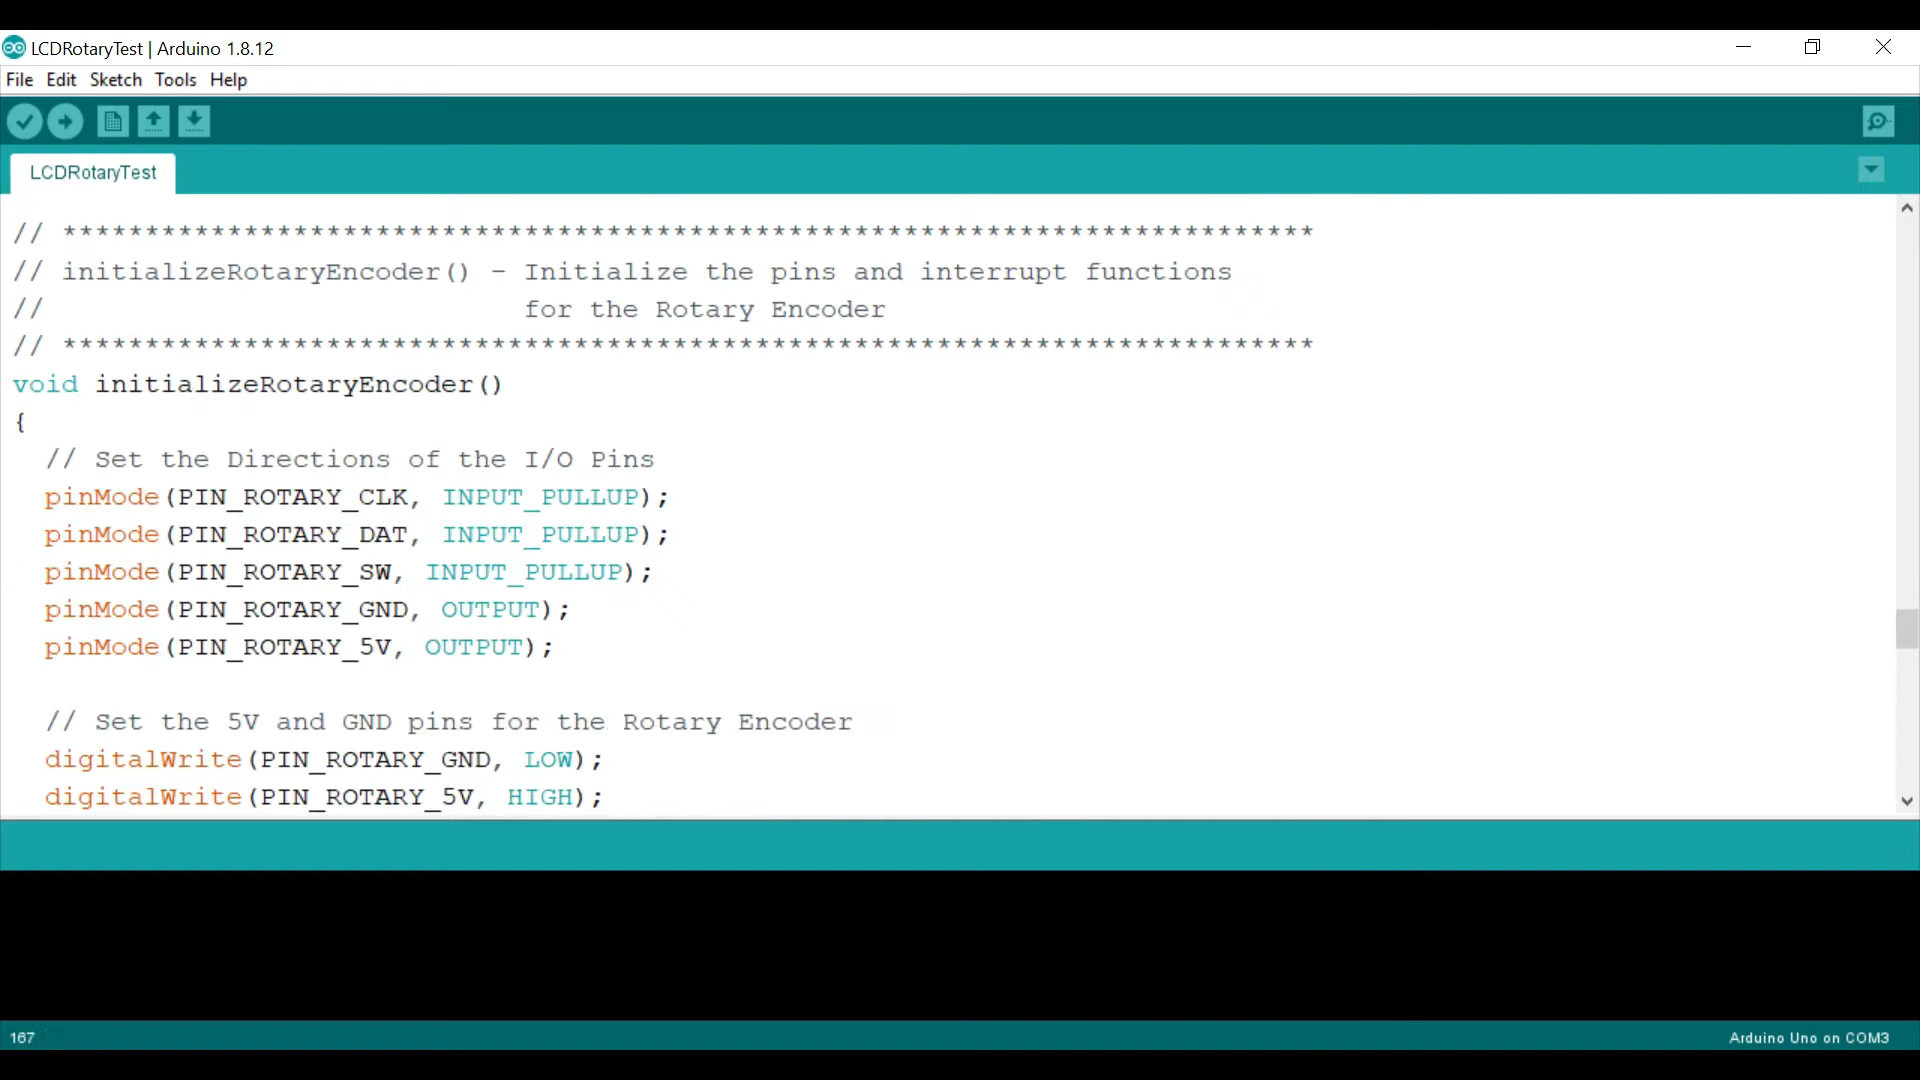 LCDRotaryTest | Arduino 1.8.12
File Edit Sketch Tools Help
LCDRotaryTest
// ****************************************************************************
// initializeRotaryEncoder() - Initialize the pins and interrupt functions
//                             for the Rotary Encoder
// ****************************************************************************
void initializeRotaryEncoder()
{
  // Set the Directions of the I/O Pins
  pinMode(PIN_ROTARY_CLK, INPUT_PULLUP);
  pinMode(PIN_ROTARY_DAT, INPUT_PULLUP);
  pinMode(PIN_ROTARY_SW, INPUT_PULLUP);
  pinMode(PIN_ROTARY_GND, OUTPUT);
  pinMode(PIN_ROTARY_5V, OUTPUT);
  // Set the 5V and GND pins for the Rotary Encoder
  digitalWrite(PIN_ROTARY_GND, LOW);
  digitalWrite(PIN_ROTARY_5V, HIGH);
167
Arduino Uno on COM3